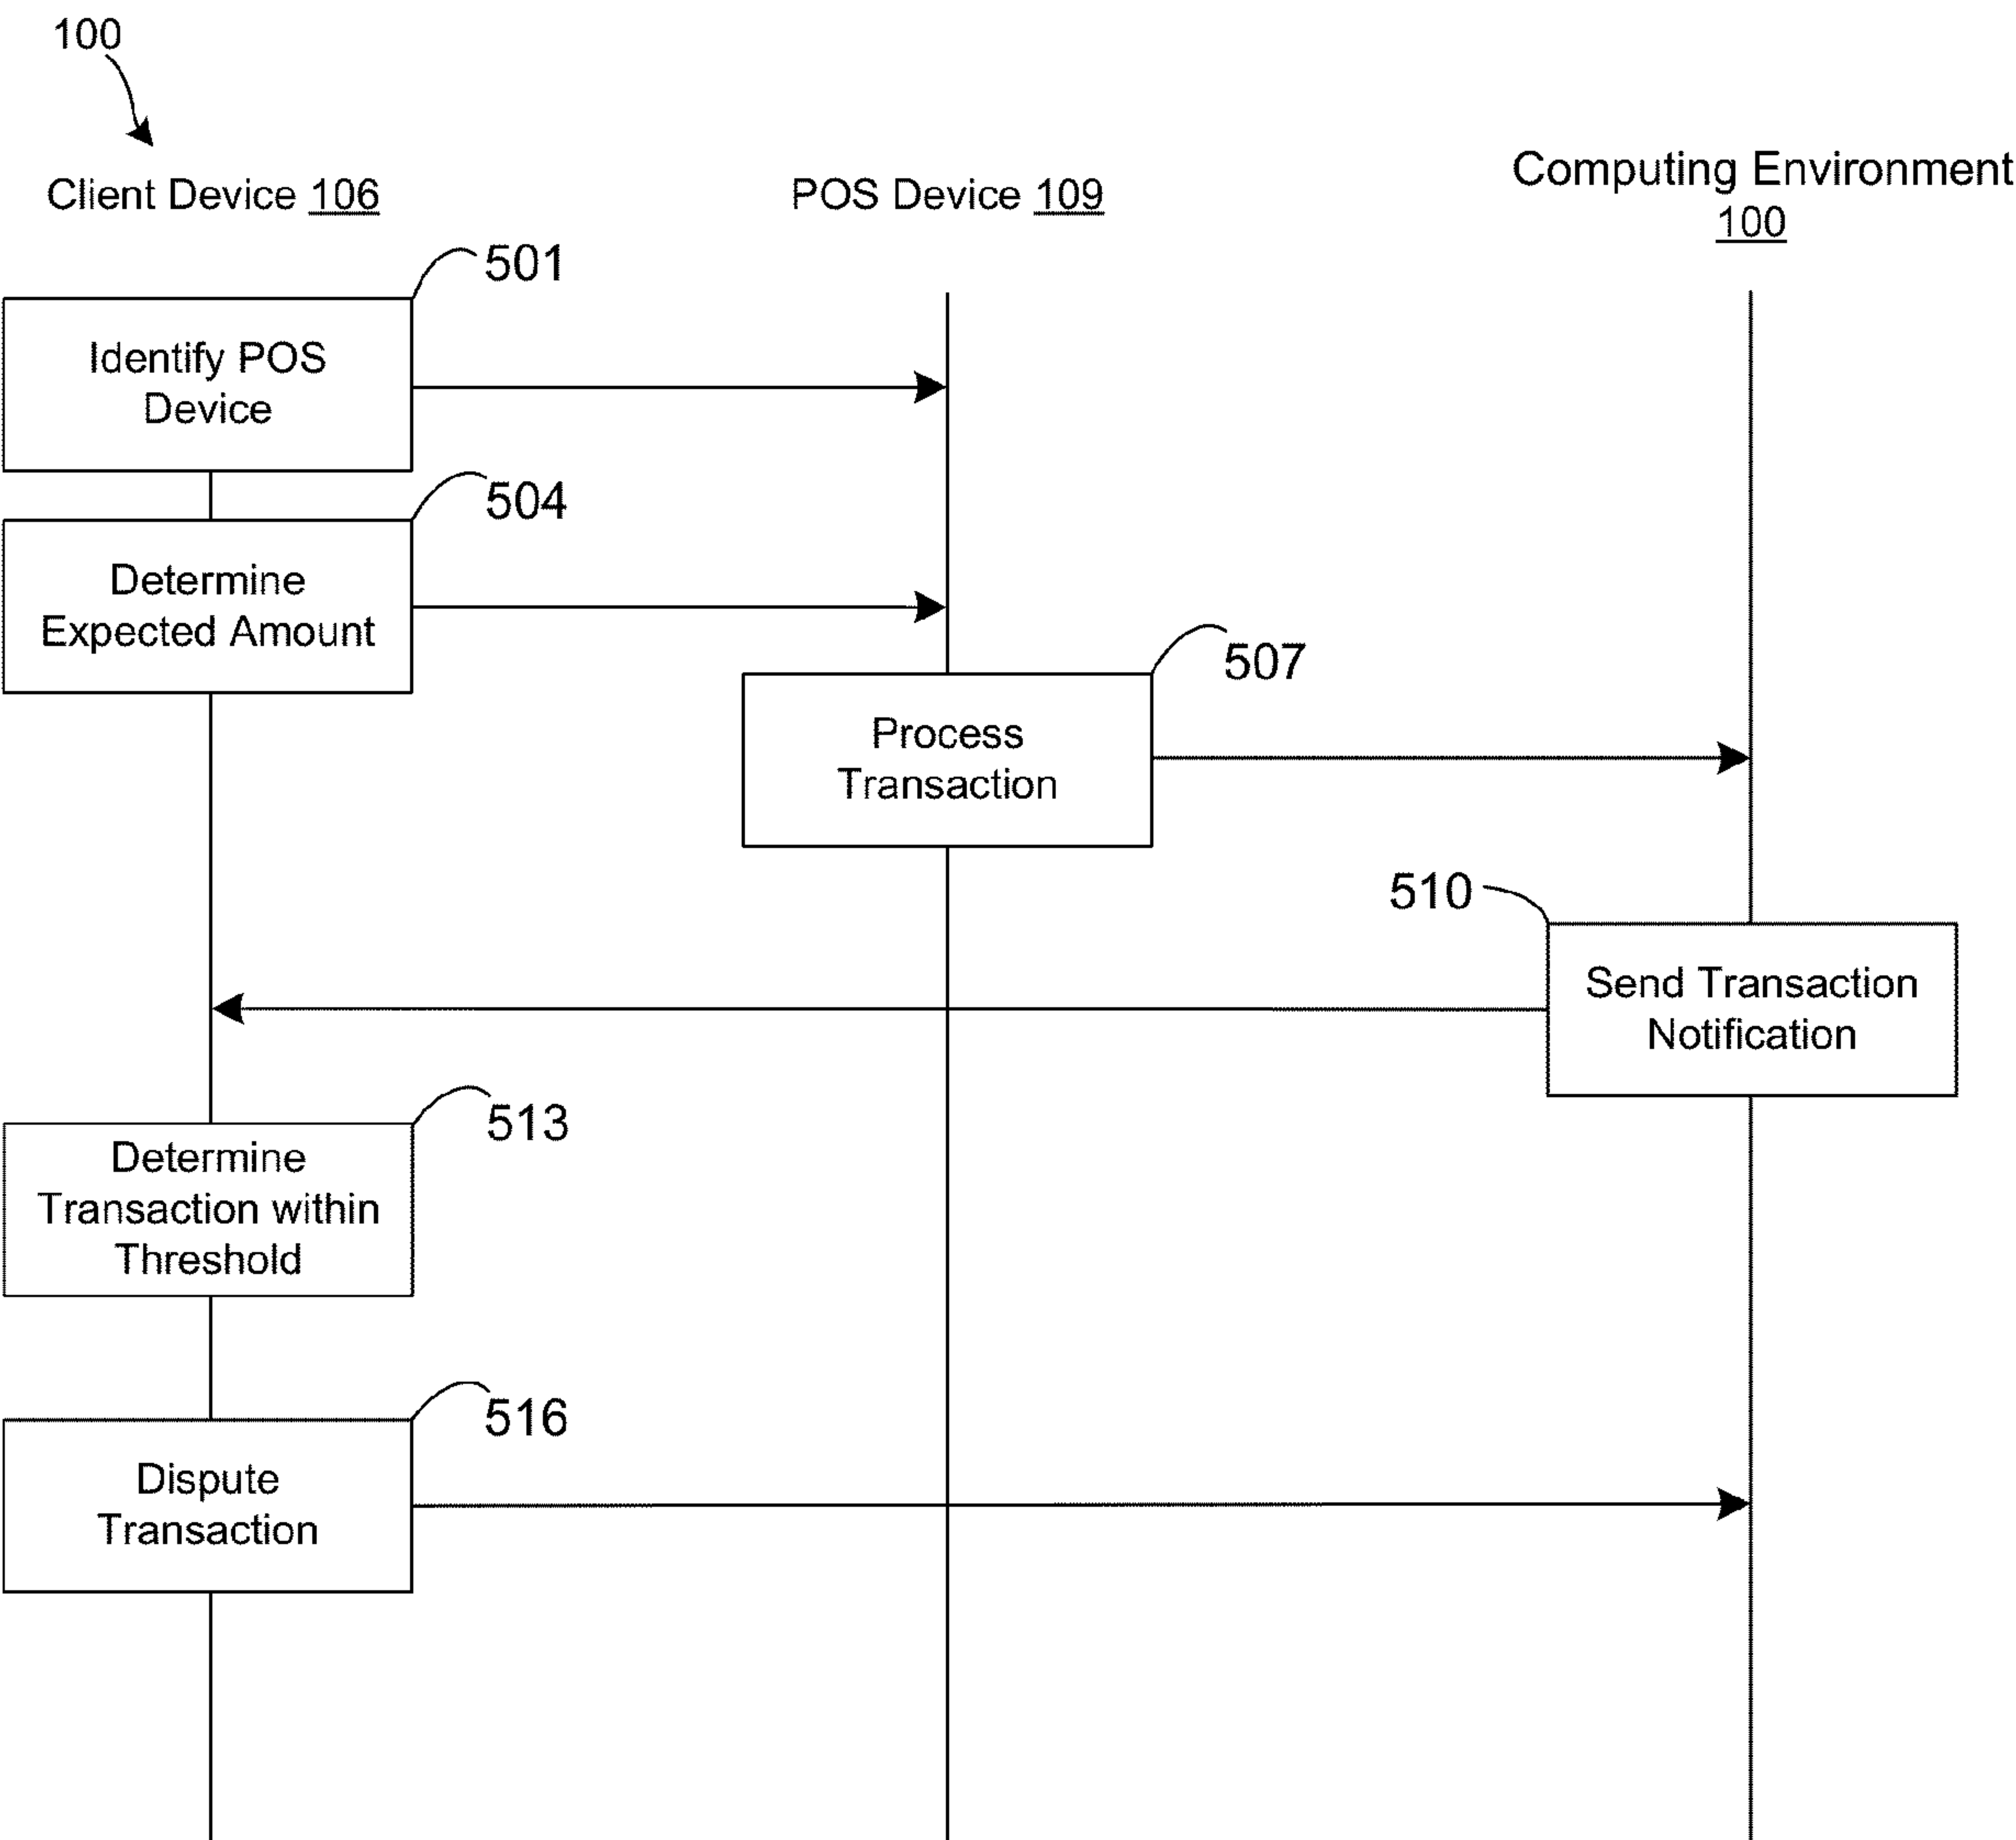 100
Client Device 106
POS Device 109
Computing Environment
100
501
Identify POS
Device
504
Determine
Expected Amount
507
Process
Transaction
510
Send Transaction
Notification
513
Determine
Transaction within
Threshold
516
Dispute
Transaction